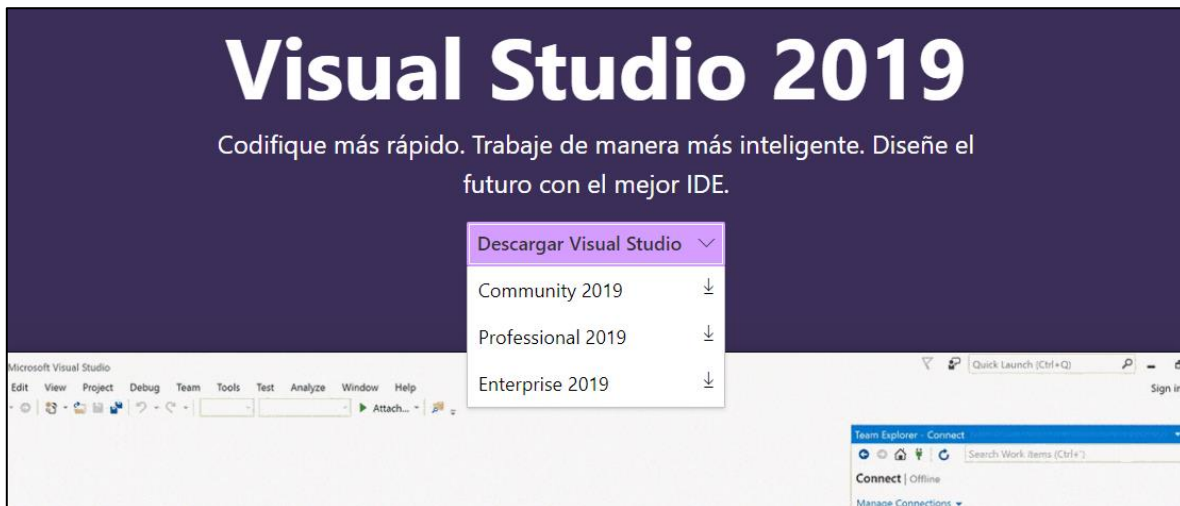 Visual Studio 2019
Codifique más rápido. Trabaje de manera más inteligente. Diseñe el
futuro con el mejor IDE.
Descargar Visual Studio
Community 2019
Professional 2019
Enterprise 2019
Microsoft Visual Studio
Quick Launch (Ctrl+Q)
Edit View Project Debug Team Tools Test Analyze Window Help
Sign in
Attach...
Team Explorer - Connect
Search Work Items (Ctrl+')
Connect | Offline
Manage Connections